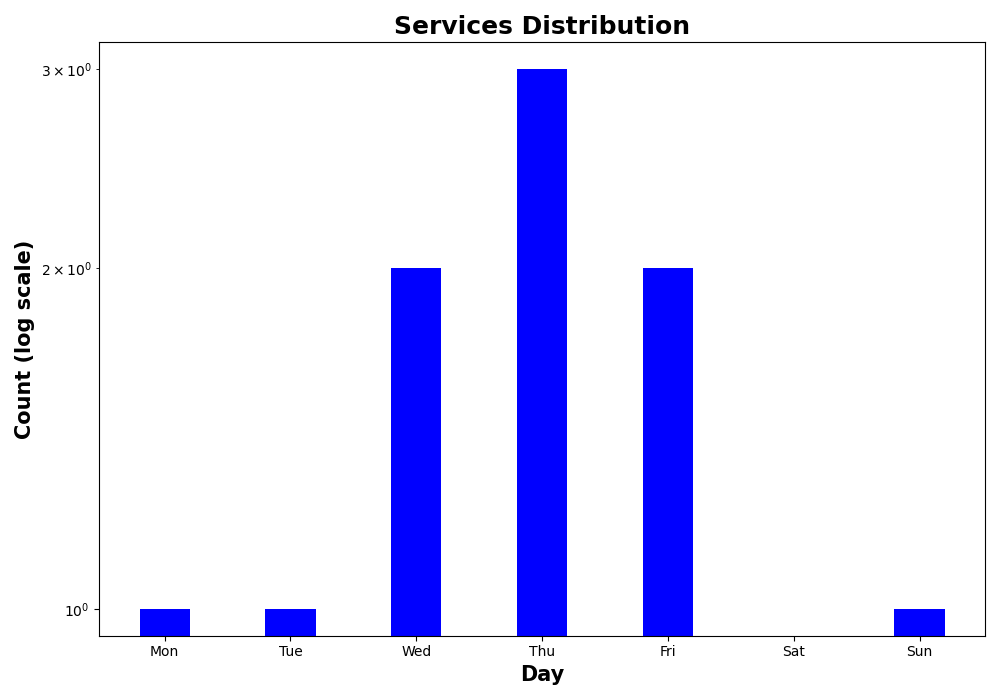 Services Distribution
Count (log scale)
3 × 10⁰
2 × 10⁰
10⁰
Mon Tue Wed Thu Fri Sat Sun
Day